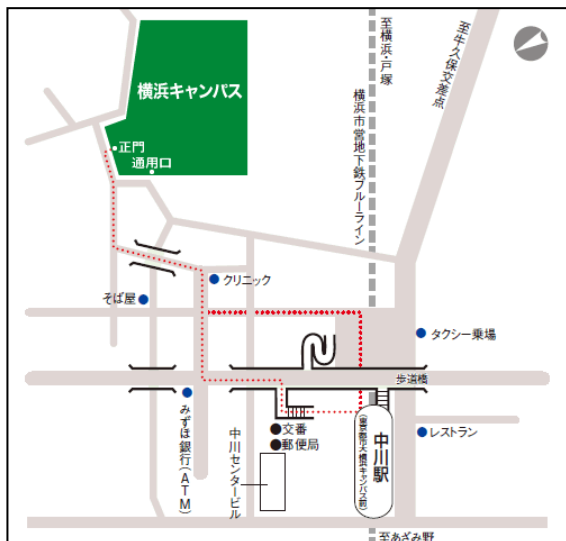 横浜キャンパス
正門
通用口
至横浜・戸塚
横浜市営地下鉄ブルーライン
至牛久保交差点
クリニック
そば屋
タクシー乗場
歩道橋
みずほ銀行(ATM)
中川センタービル
●交番
●郵便局
中川駅
(東京都市大横浜キャンパス前)
レストラン
至あざみ野